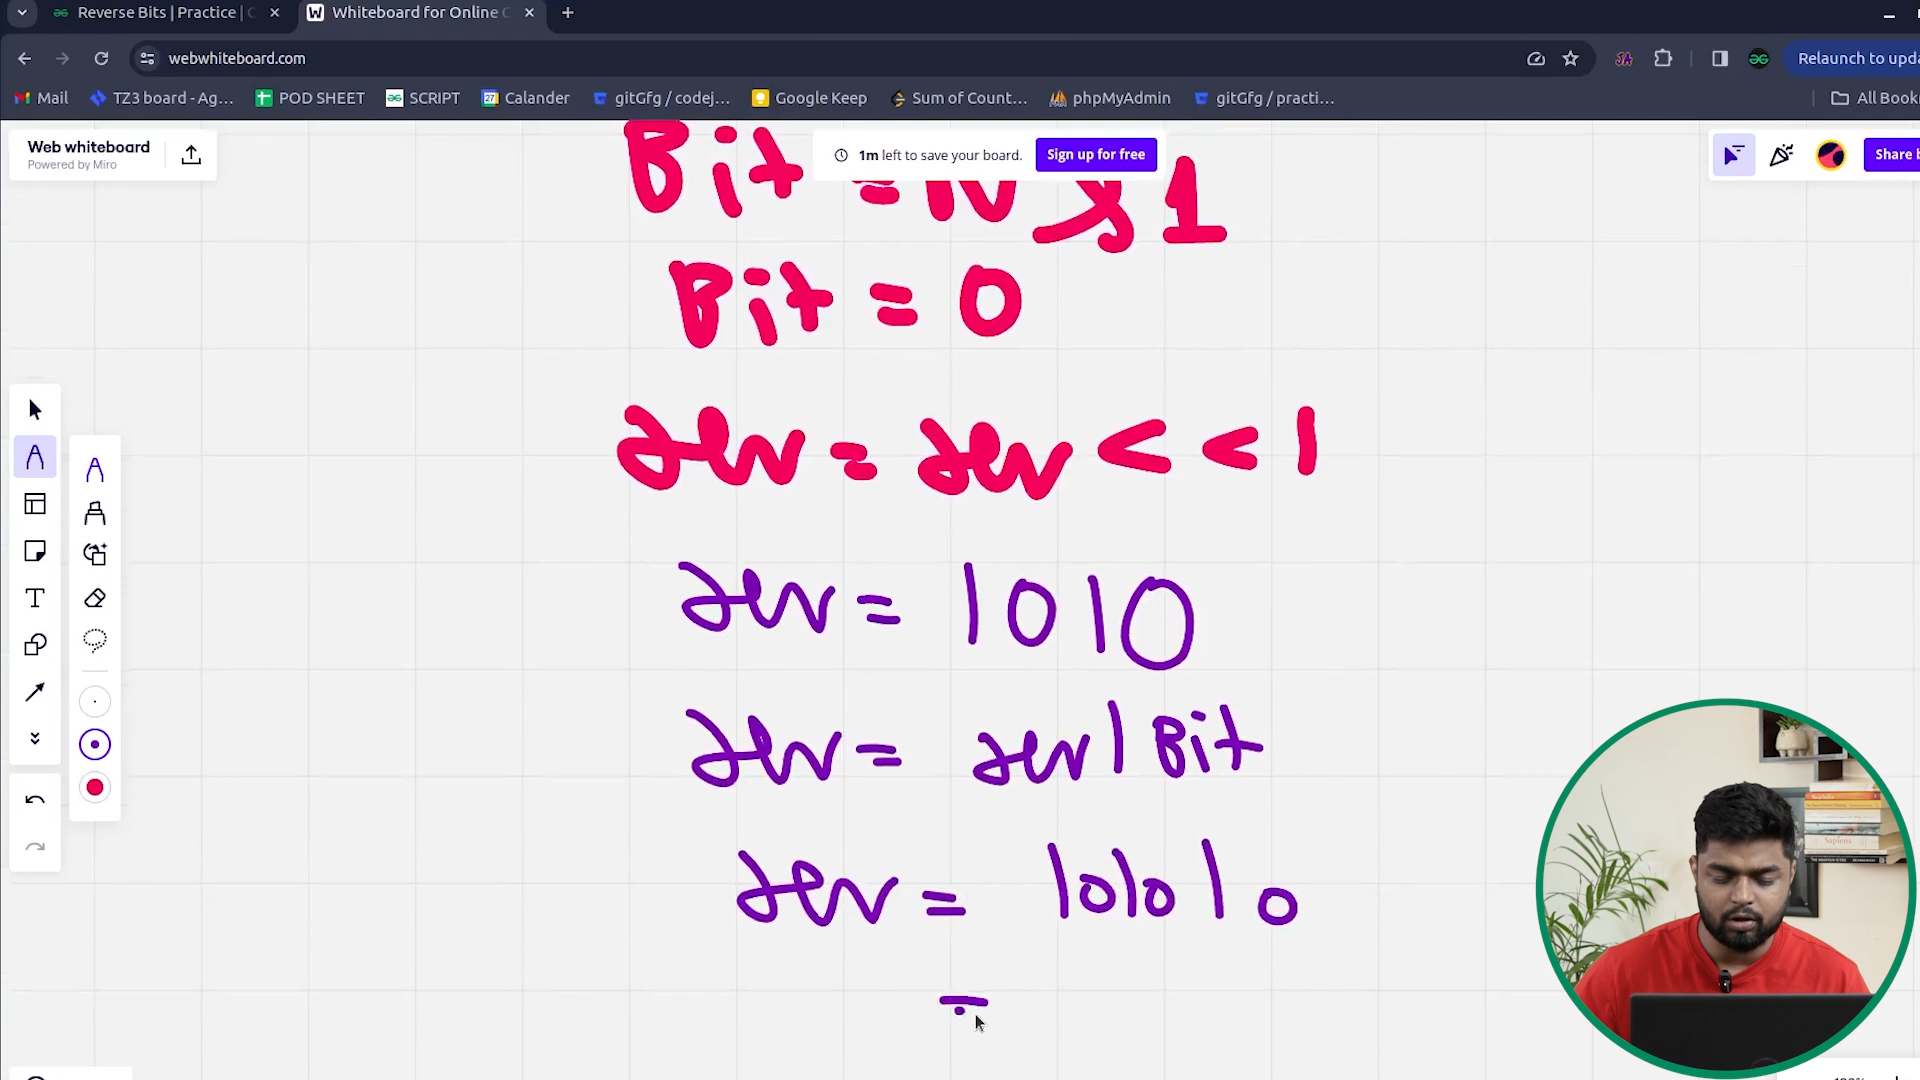 Reverse Bits | Practice |
Whiteboard for Online
webwhiteboard.com
Relaunch to upda
Mail
TZ3 board - Ag...
POD SHEET
SCRIPT
Calander
gitGfg / codej...
Google Keep
Sum of Count...
phpMyAdmin
gitGfg / practi...
All Book
Web whiteboard
Powered by Miro
1m left to save your board.
Sign up for free
Share b
Bit = N & 1
Bit = 0
rev = rev << 1
rev = 1010
rev = rev | Bit
rev = 101010